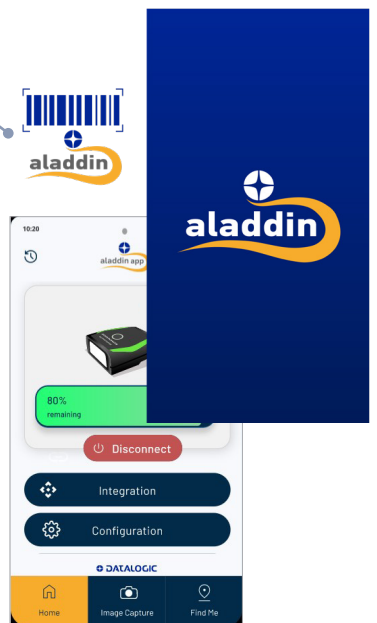 aladdin
aladdin
10:20
aladdin app
80%
remaining
Disconnect
Integration
Configuration
DATALOGIC
Home
Image Capture
Find Me